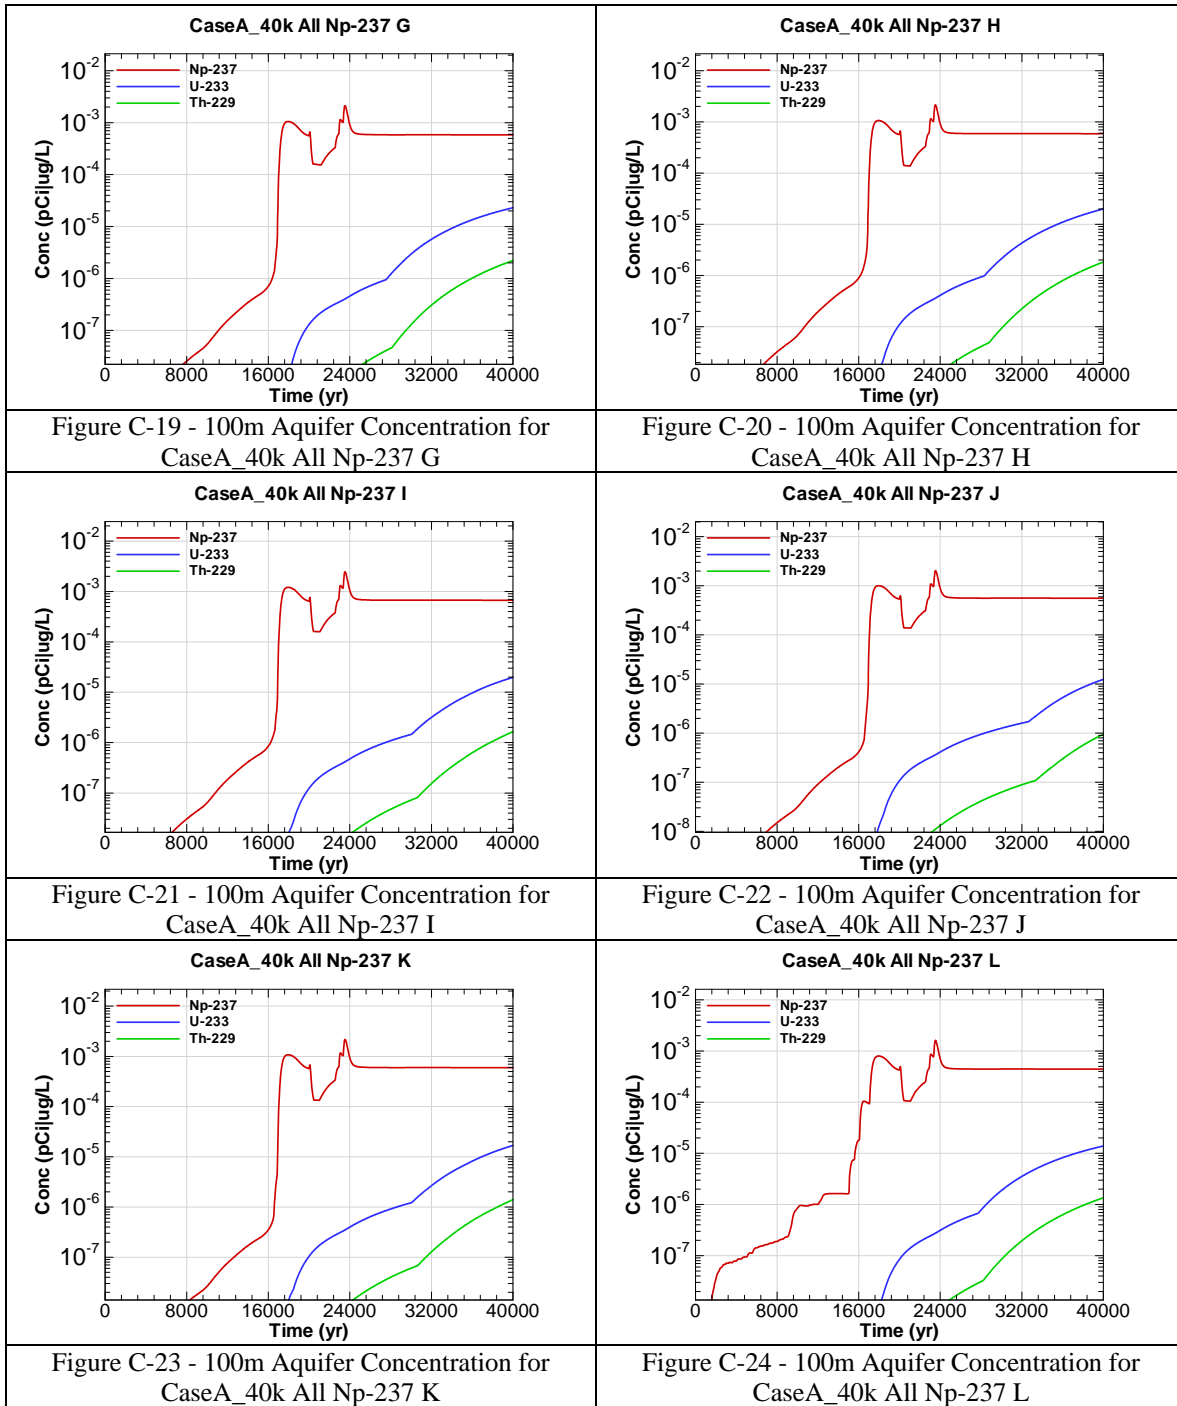 CaseA_40k All Np-237 G
10-2
10-3
10-4
10-5
10-6
10-7
Conc (pCi|ug/L)
Np-237
U-233
Th-229
0 8000 16000 24000 32000 40000
Time (yr)
Figure C-19 - 100m Aquifer Concentration for
CaseA_40k All Np-237 G
CaseA_40k All Np-237 H
10-2
10-3
10-4
10-5
10-6
10-7
Conc (pCi|ug/L)
Np-237
U-233
Th-229
0 8000 16000 24000 32000 40000
Time (yr)
Figure C-20 - 100m Aquifer Concentration for
CaseA_40k All Np-237 H
CaseA_40k All Np-237 I
10-2
10-3
10-4
10-5
10-6
10-7
Conc (pCi|ug/L)
Np-237
U-233
Th-229
0 8000 16000 24000 32000 40000
Time (yr)
Figure C-21 - 100m Aquifer Concentration for
CaseA_40k All Np-237 I
CaseA_40k All Np-237 J
10-2
10-3
10-4
10-5
10-6
10-7
10-8
Conc (pCi|ug/L)
Np-237
U-233
Th-229
0 8000 16000 24000 32000 40000
Time (yr)
Figure C-22 - 100m Aquifer Concentration for
CaseA_40k All Np-237 J
CaseA_40k All Np-237 K
10-2
10-3
10-4
10-5
10-6
10-7
Conc (pCi|ug/L)
Np-237
U-233
Th-229
0 8000 16000 24000 32000 40000
Time (yr)
Figure C-23 - 100m Aquifer Concentration for
CaseA_40k All Np-237 K
CaseA_40k All Np-237 L
10-2
10-3
10-4
10-5
10-6
10-7
Conc (pCi|ug/L)
Np-237
U-233
Th-229
0 8000 16000 24000 32000 40000
Time (yr)
Figure C-24 - 100m Aquifer Concentration for
CaseA_40k All Np-237 L